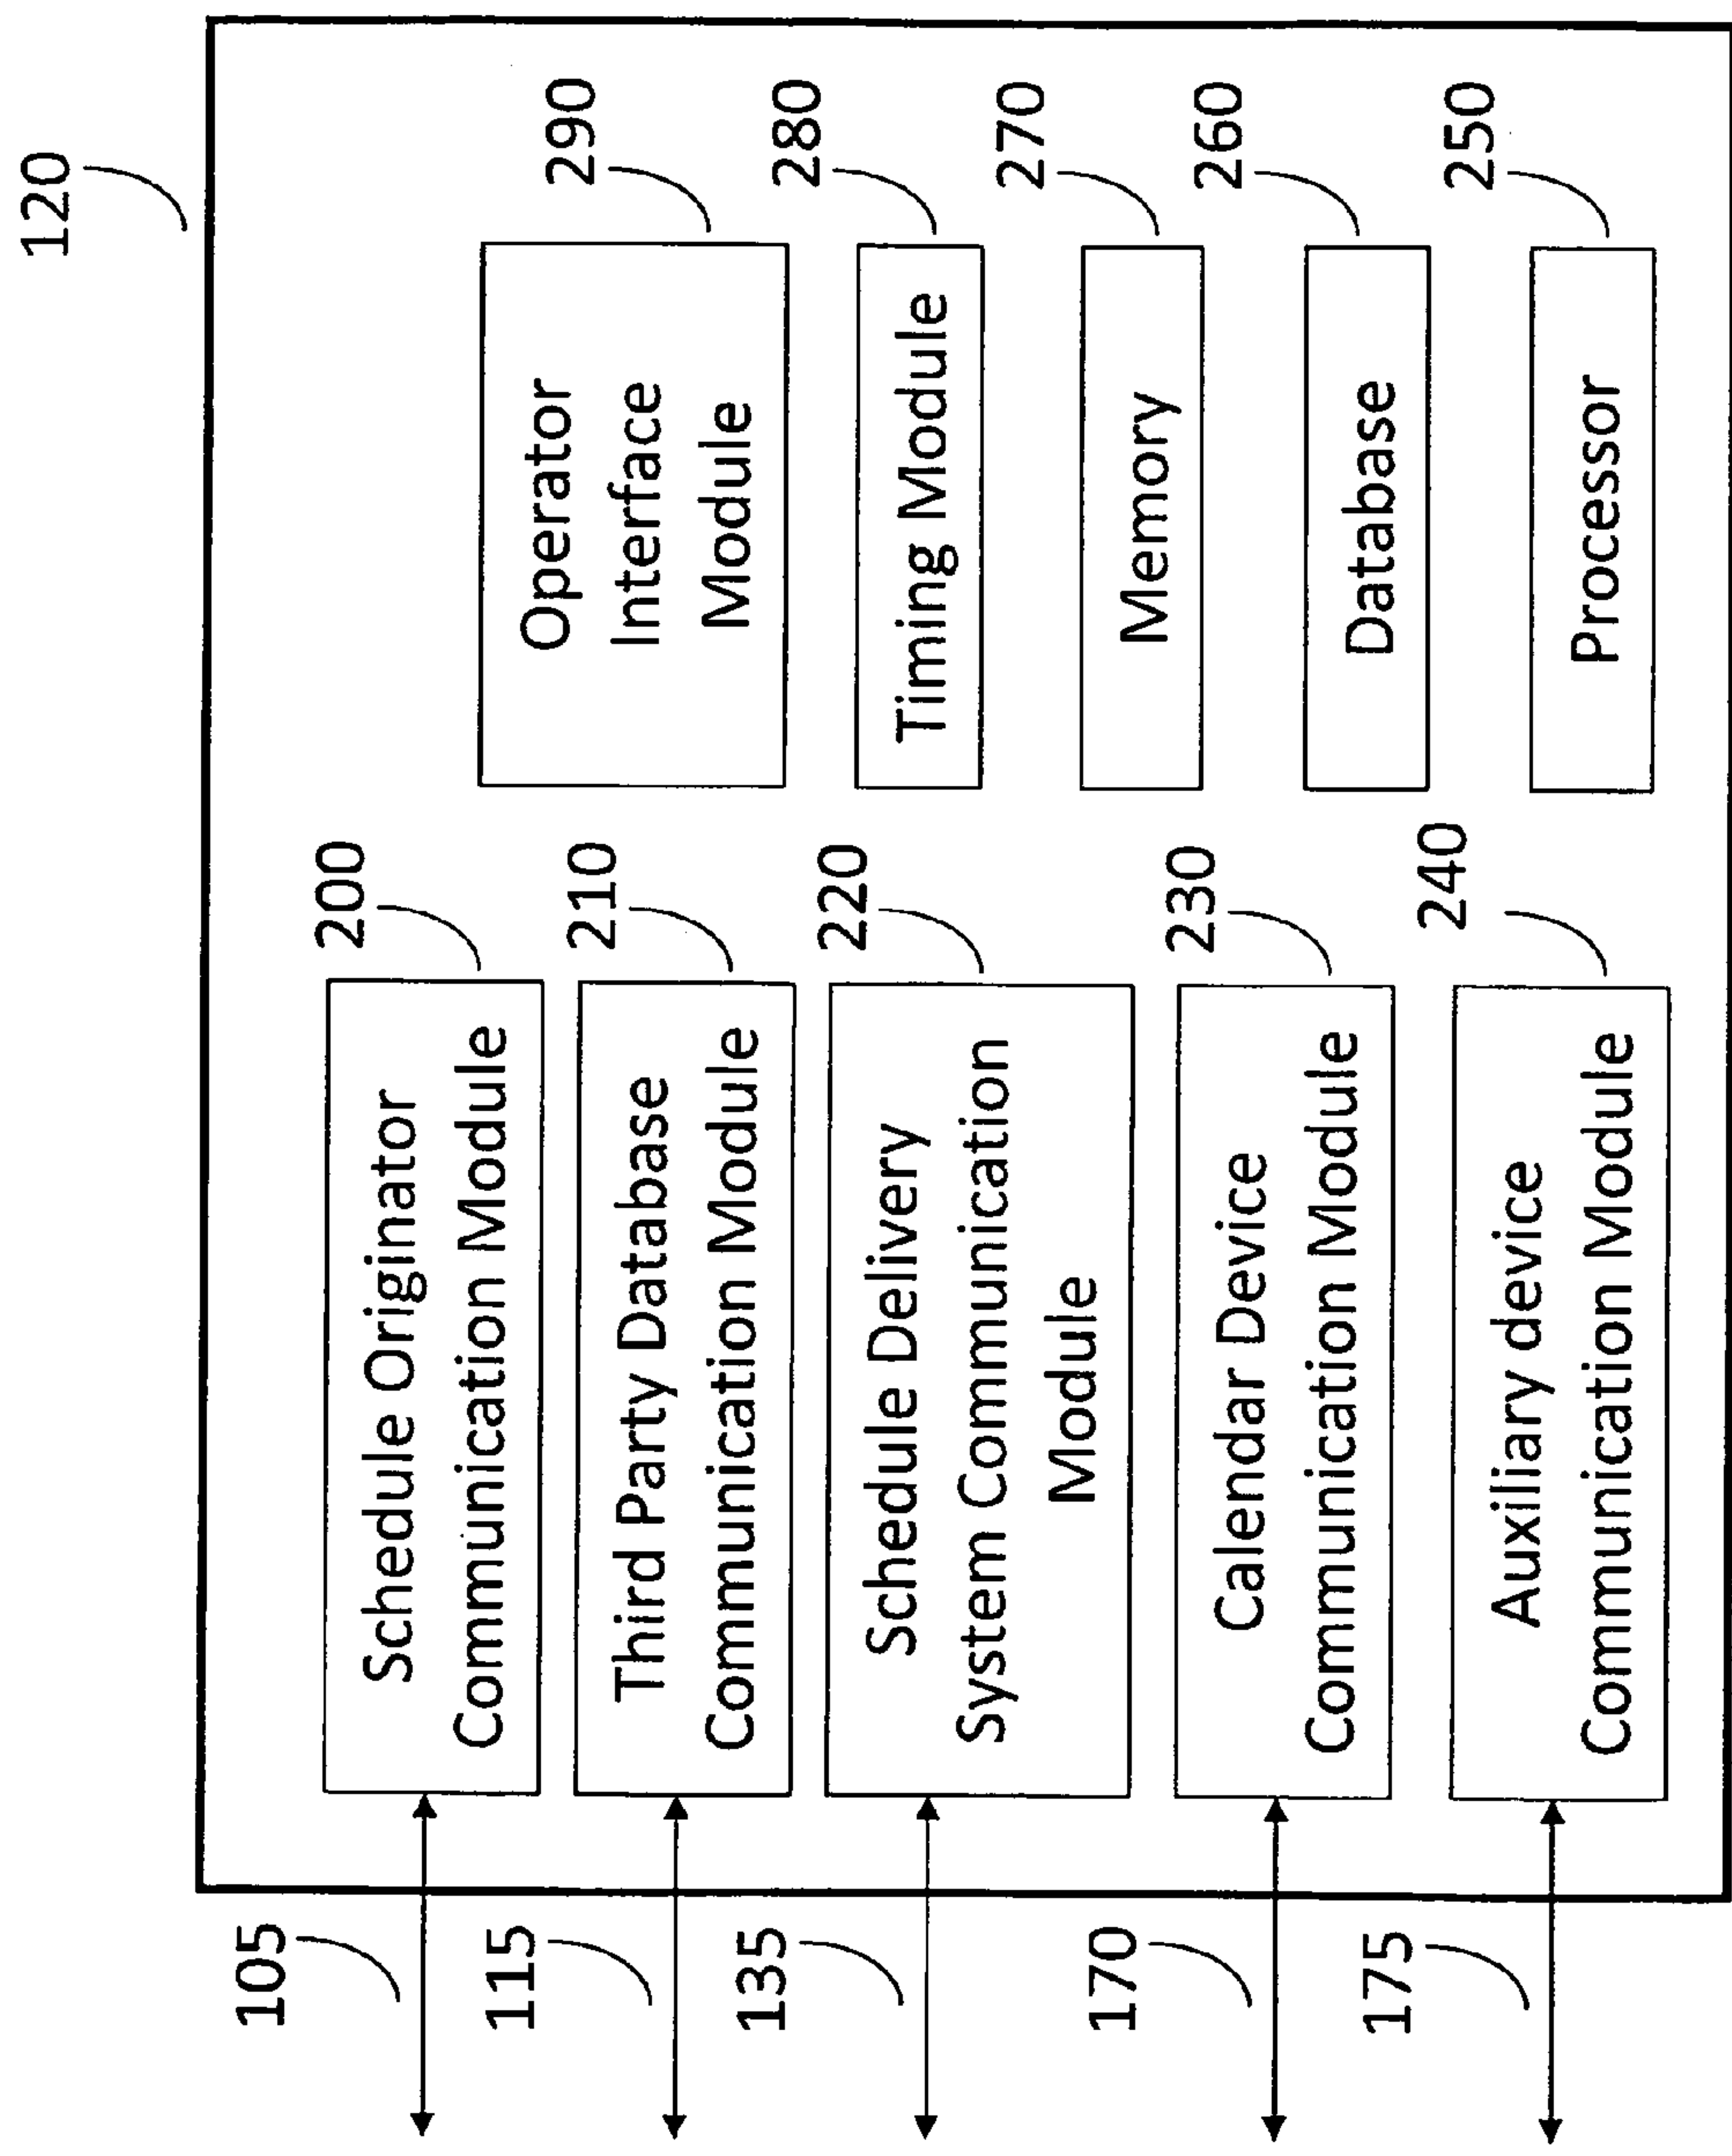 120
105
Schedule Originator
Communication Module
200
115
Third Party Database
Communication Module
210
135
Schedule Delivery
System Communication
Module
220
170
Calendar Device
Communication Module
230
175
Auxiliary device
Communication Module
240
Operator
Interface
Module
290
Timing Module
280
Memory
270
Database
260
Processor
250